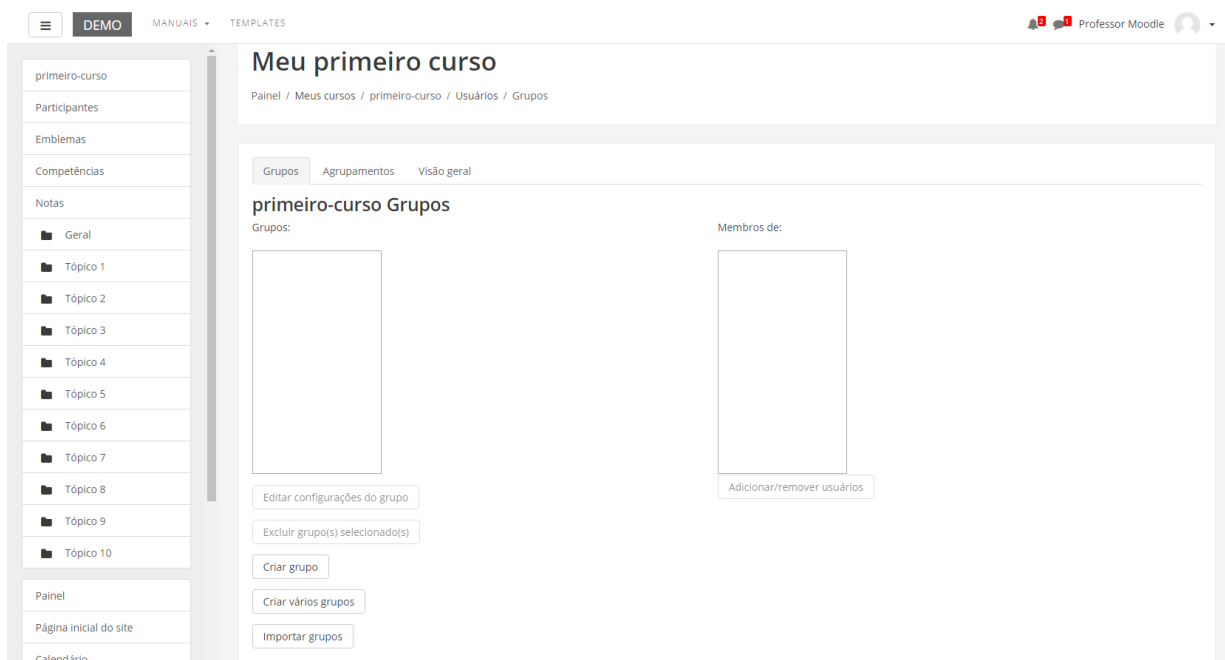 DEMO MANUAIS TEMPLATES 2 1 Professor Moodle
primeiro-curso
Participantes
Emblemas
Competências
Notas
Geral
Tópico 1
Tópico 2
Tópico 3
Tópico 4
Tópico 5
Tópico 6
Tópico 7
Tópico 8
Tópico 9
Tópico 10
Painel
Página inicial do site
Calendário
Meu primeiro curso
Painel / Meus cursos / primeiro-curso / Usuários / Grupos
Grupos Agrupamentos Visão geral
primeiro-curso Grupos
Grupos:
Editar configurações do grupo
Excluir grupo(s) selecionado(s)
Criar grupo
Criar vários grupos
Importar grupos
Membros de:
Adicionar/remover usuários